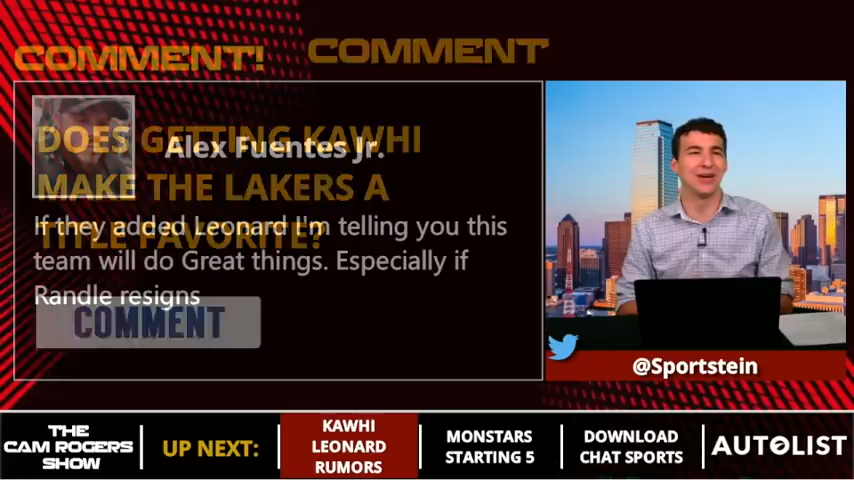 COMMENT!
COMMENT
DOES GETTING KAWHI
MAKE THE LAKERS A
TITLE FAVORITE?
Alex Fuentes Jr.
If they added Leonard I'm telling you this
team will do Great things. Especially if
Randle resigns
COMMENT
@Sportstein
THE
CAM ROGERS
SHOW
UP NEXT:
KAWHI
LEONARD
RUMORS
MONSTARS
STARTING 5
DOWNLOAD
CHAT SPORTS
AUTOLIST